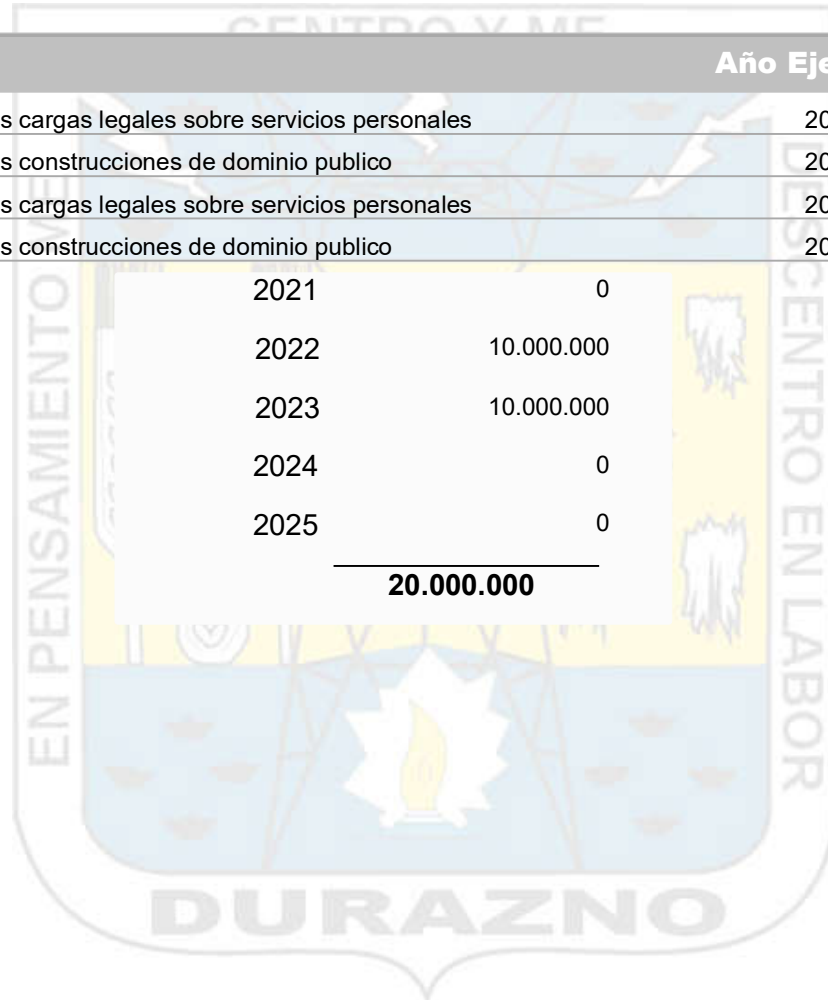 CENTRO Y ME
Año Eje
s cargas legales sobre servicios personales 20
s construcciones de dominio publico 20
s cargas legales sobre servicios personales 20
s construcciones de dominio publico 20
2021 0
2022 10.000.000
2023 10.000.000
2024 0
2025 0
20.000.000
EN PENSAMIENTO ME
DESCENTRO EN LABOR
DURAZNO